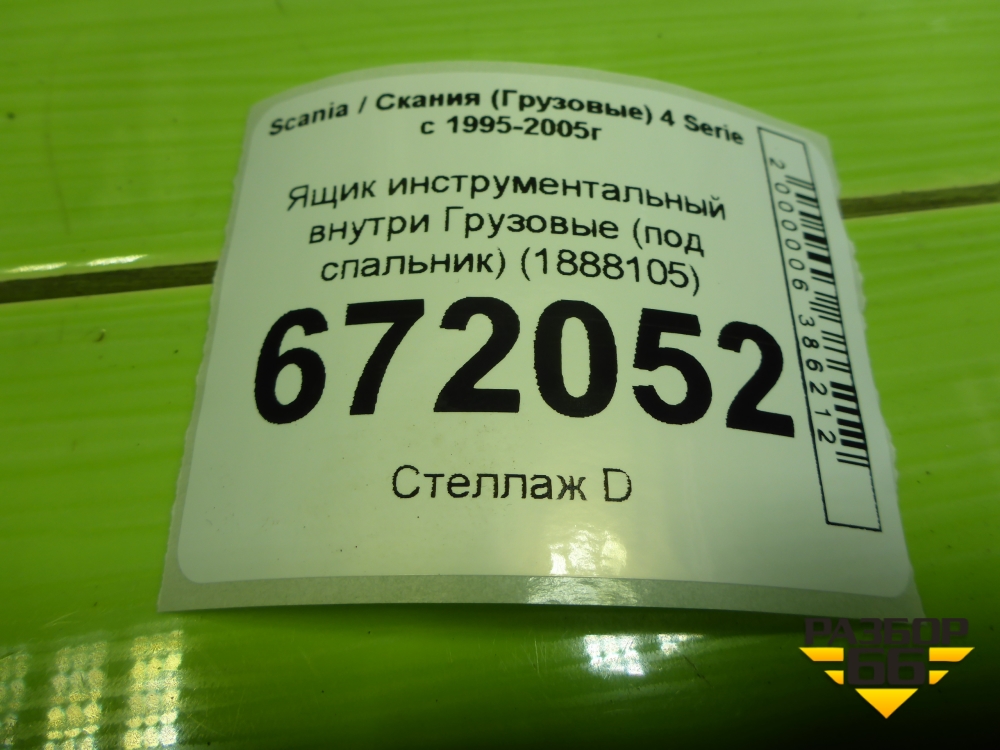 Scania / Скания (Грузовые) 4 Serie
с 1995-2005г
Ящик инструментальный
внутри Грузовые (под
спальник) (1888105)
672052
Стеллаж D
2000006386212
РАЗБОР
66